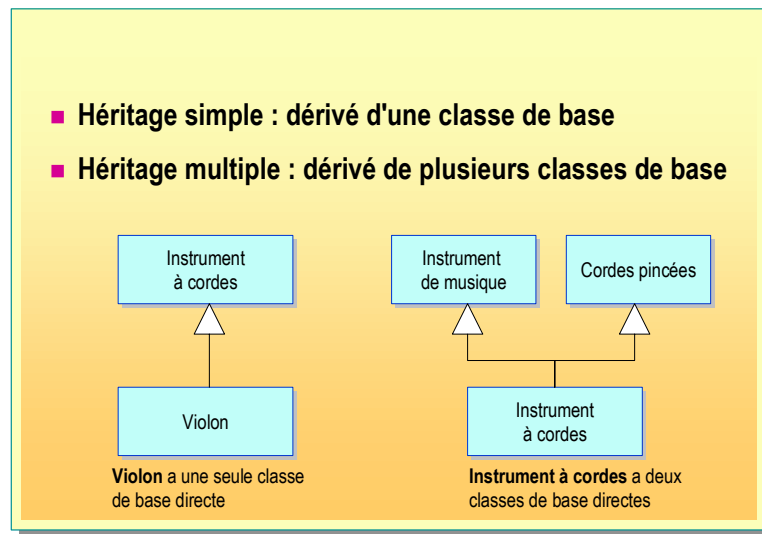 Héritage simple : dérivé d'une classe de base
Héritage multiple : dérivé de plusieurs classes de base
Instrument
à cordes
Violon
Violon a une seule classe
de base directe
Instrument
de musique
Cordes pincées
Instrument
à cordes
Instrument à cordes a deux
classes de base directes